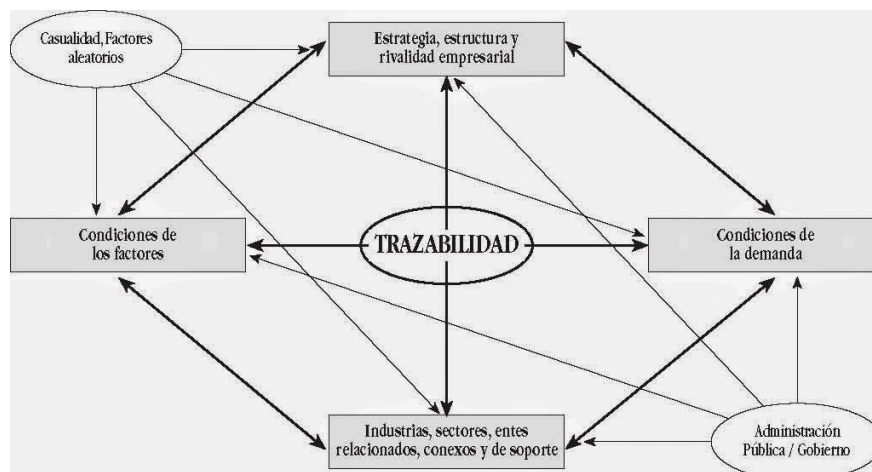 Casualidad, Factores
aleatorios
Estrategia, estructura y
rivalidad empresarial
Condiciones de
los factores
TRAZABILIDAD
Condiciones de
la demanda
Industrias, sectores, entes
relacionados, conexos y de soporte
Administración
Pública / Gobierno